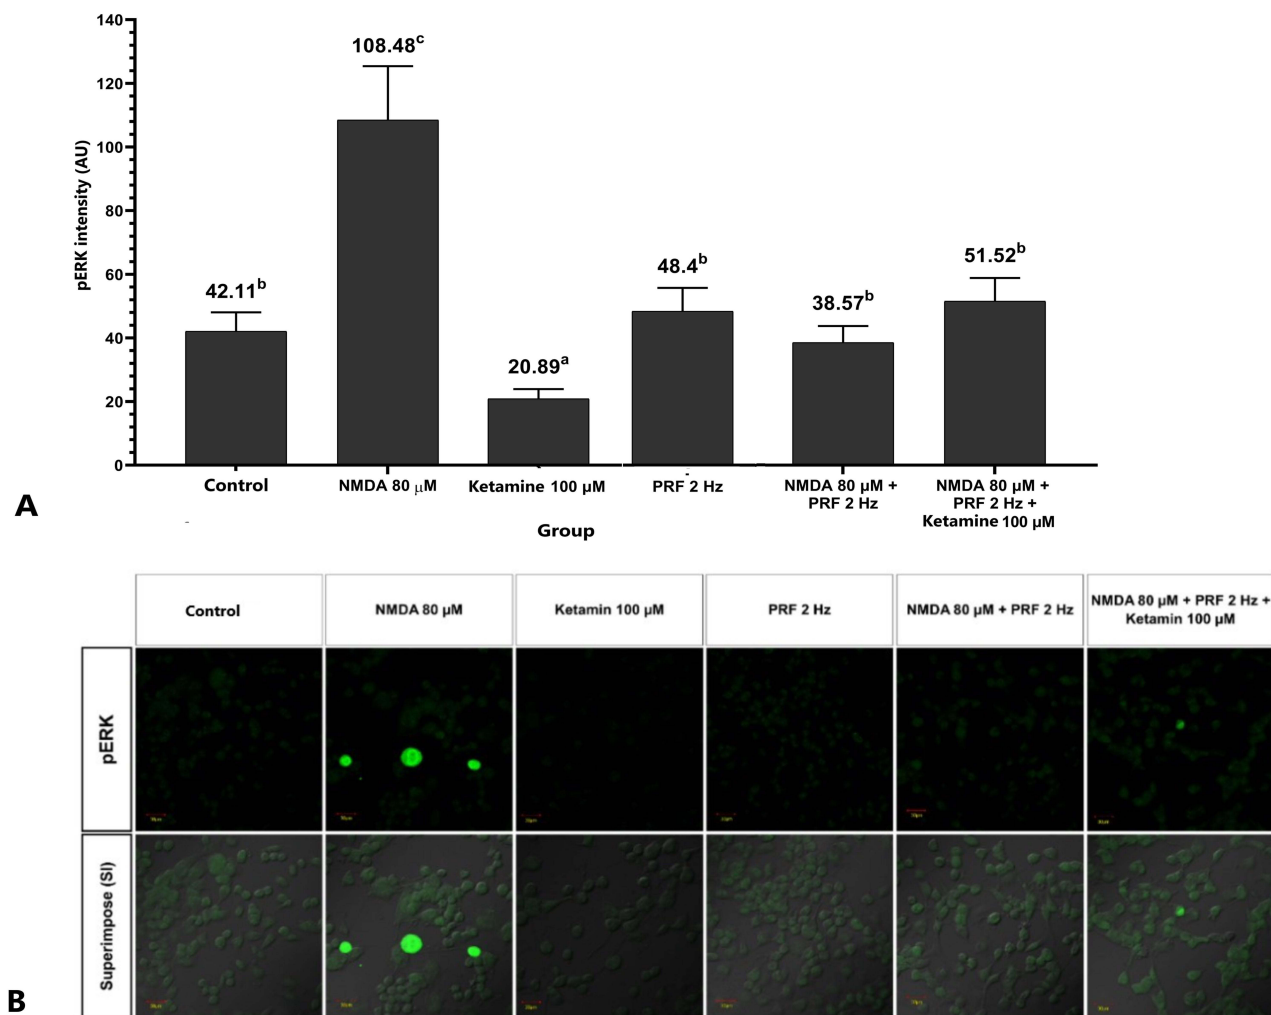 140
120
100
80
60
40
20
0
pERK intensity (AU)
42.11b
108.48c
20.89a
48.4b
38.57b
51.52b
Control
NMDA 80 μM
Ketamine 100 μM
PRF 2 Hz
NMDA 80 μM +
PRF 2 Hz
NMDA 80 μM +
PRF 2 Hz +
Ketamine 100 μM
Group
A
Control
NMDA 80 μM
Ketamin 100 μM
PRF 2 Hz
NMDA 80 μM + PRF 2 Hz
NMDA 80 μM + PRF 2 Hz +
Ketamin 100 μM
pERK
Superimpose (SI)
B